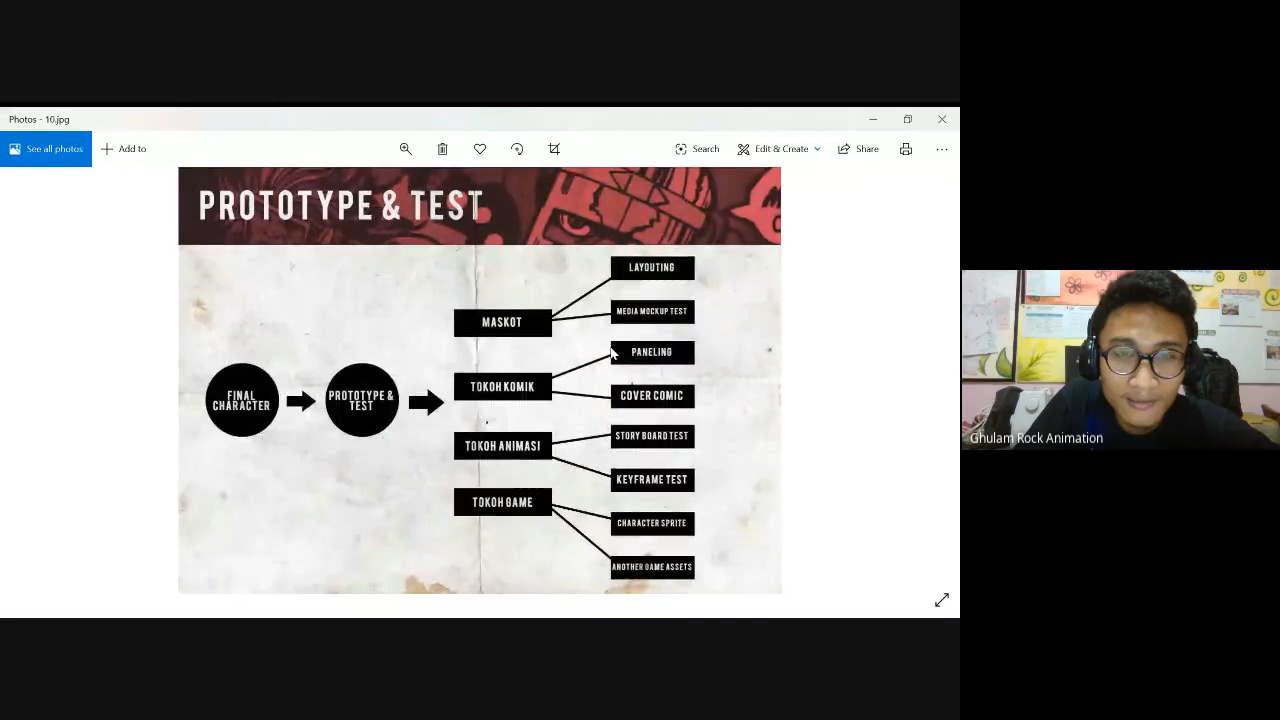 Photos - 10.jpg
See all photos
Add to
Search
Edit & Create
Share
PROTOTYPE & TEST
FINAL
CHARACTER
PROTOTYPE &
TEST
MASKOT
TOKOH KOMIK
TOKOH ANIMASI
TOKOH GAME
LAYOUTING
MEDIA MOCKUP TEST
PANELING
COVER COMIC
STORY BOARD TEST
KEYFRAME TEST
CHARACTER SPRITE
ANOTHER GAME ASSETS
Ghulam Rock Animation